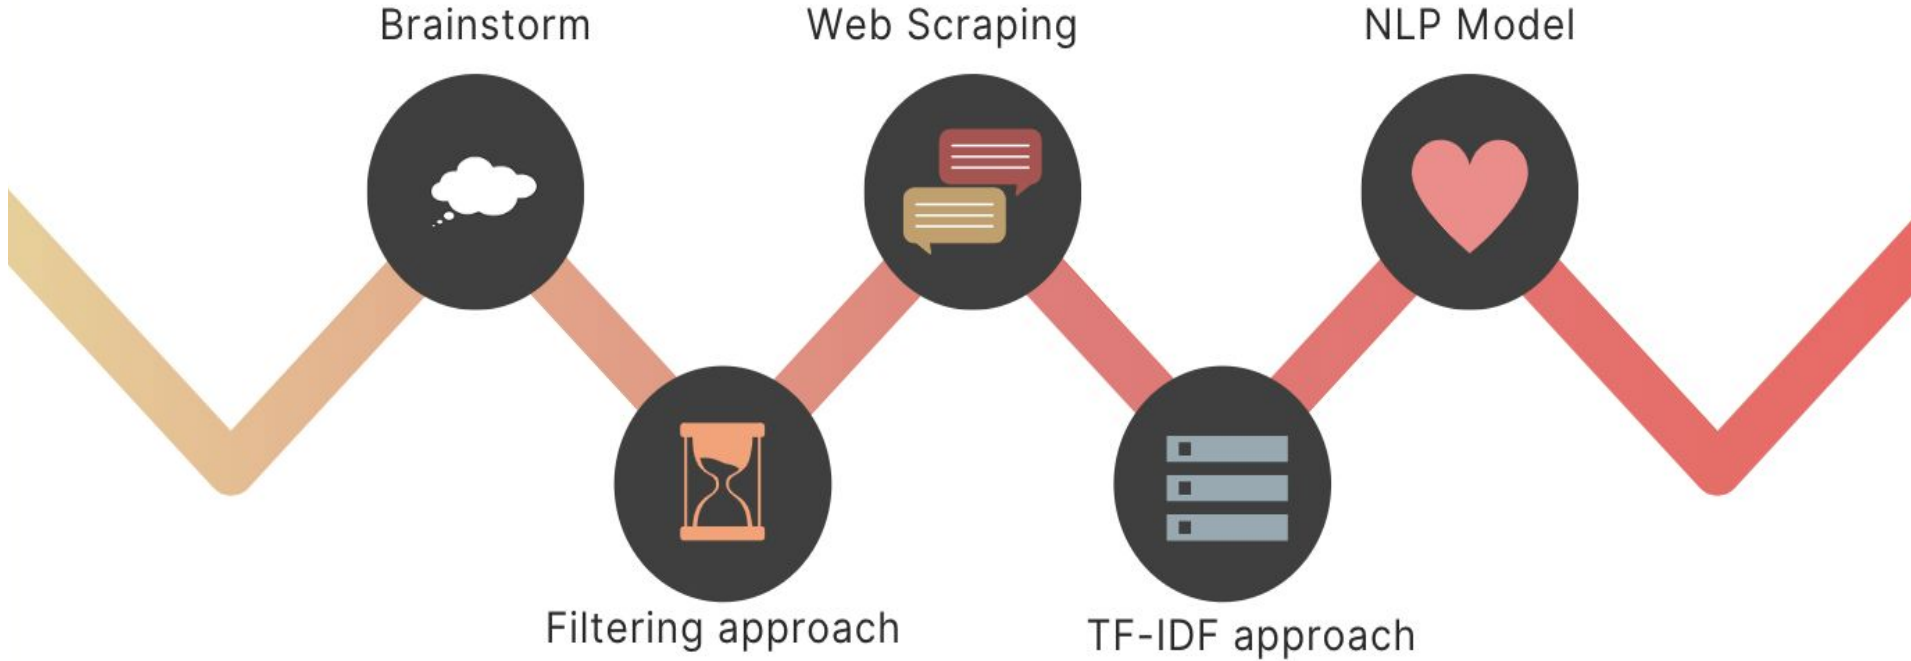 Brainstorm
Web Scraping
NLP Model
Filtering approach
TF-IDF approach